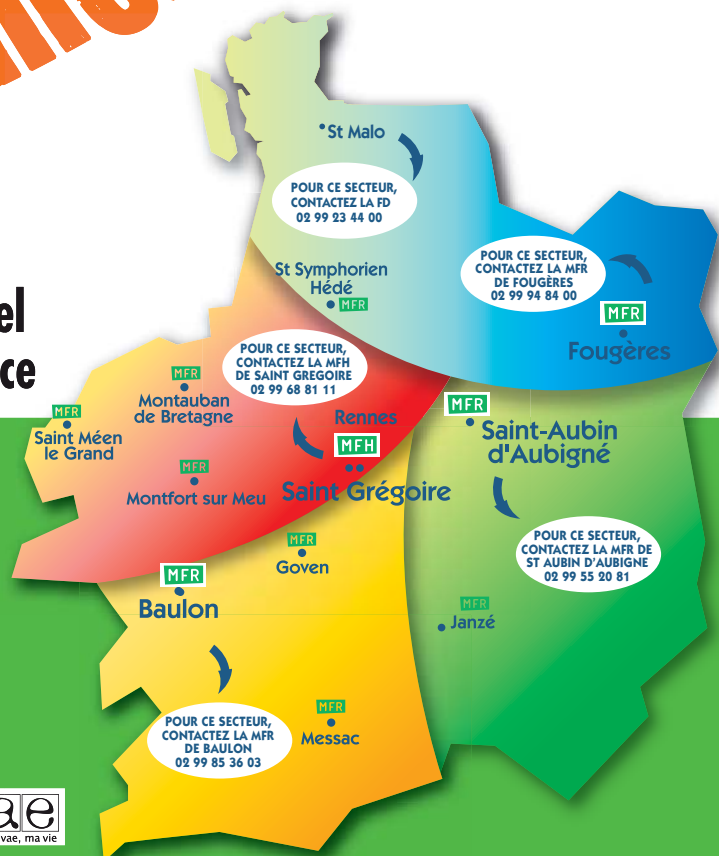 St Malo
POUR CE SECTEUR,
CONTACTEZ LA FD
02 99 23 44 00
POUR CE SECTEUR,
CONTACTEZ LA MFR
DE FOUGÈRES
02 99 94 84 00
St Symphorien
Hédé
MFR
MFR
Fougères
el
ce
POUR CE SECTEUR,
CONTACTEZ LA MFH
DE SAINT GREGOIRE
02 99 68 81 11
MFR
Montauban
de Bretagne
MFR
Saint Méen
le Grand
Rennes
MFH
Saint Grégoire
MFR
Saint-Aubin
d'Aubigné
MFR
Montfort sur Meu
POUR CE SECTEUR,
CONTACTEZ LA MFR DE
ST AUBIN D'AUBIGNE
02 99 55 20 81
MFR
Goven
MFR
Baulon
MFR
Janzé
POUR CE SECTEUR,
CONTACTEZ LA MFR
DE BAULON
02 99 85 36 03
MFR
Messac
ae
vae, ma vie